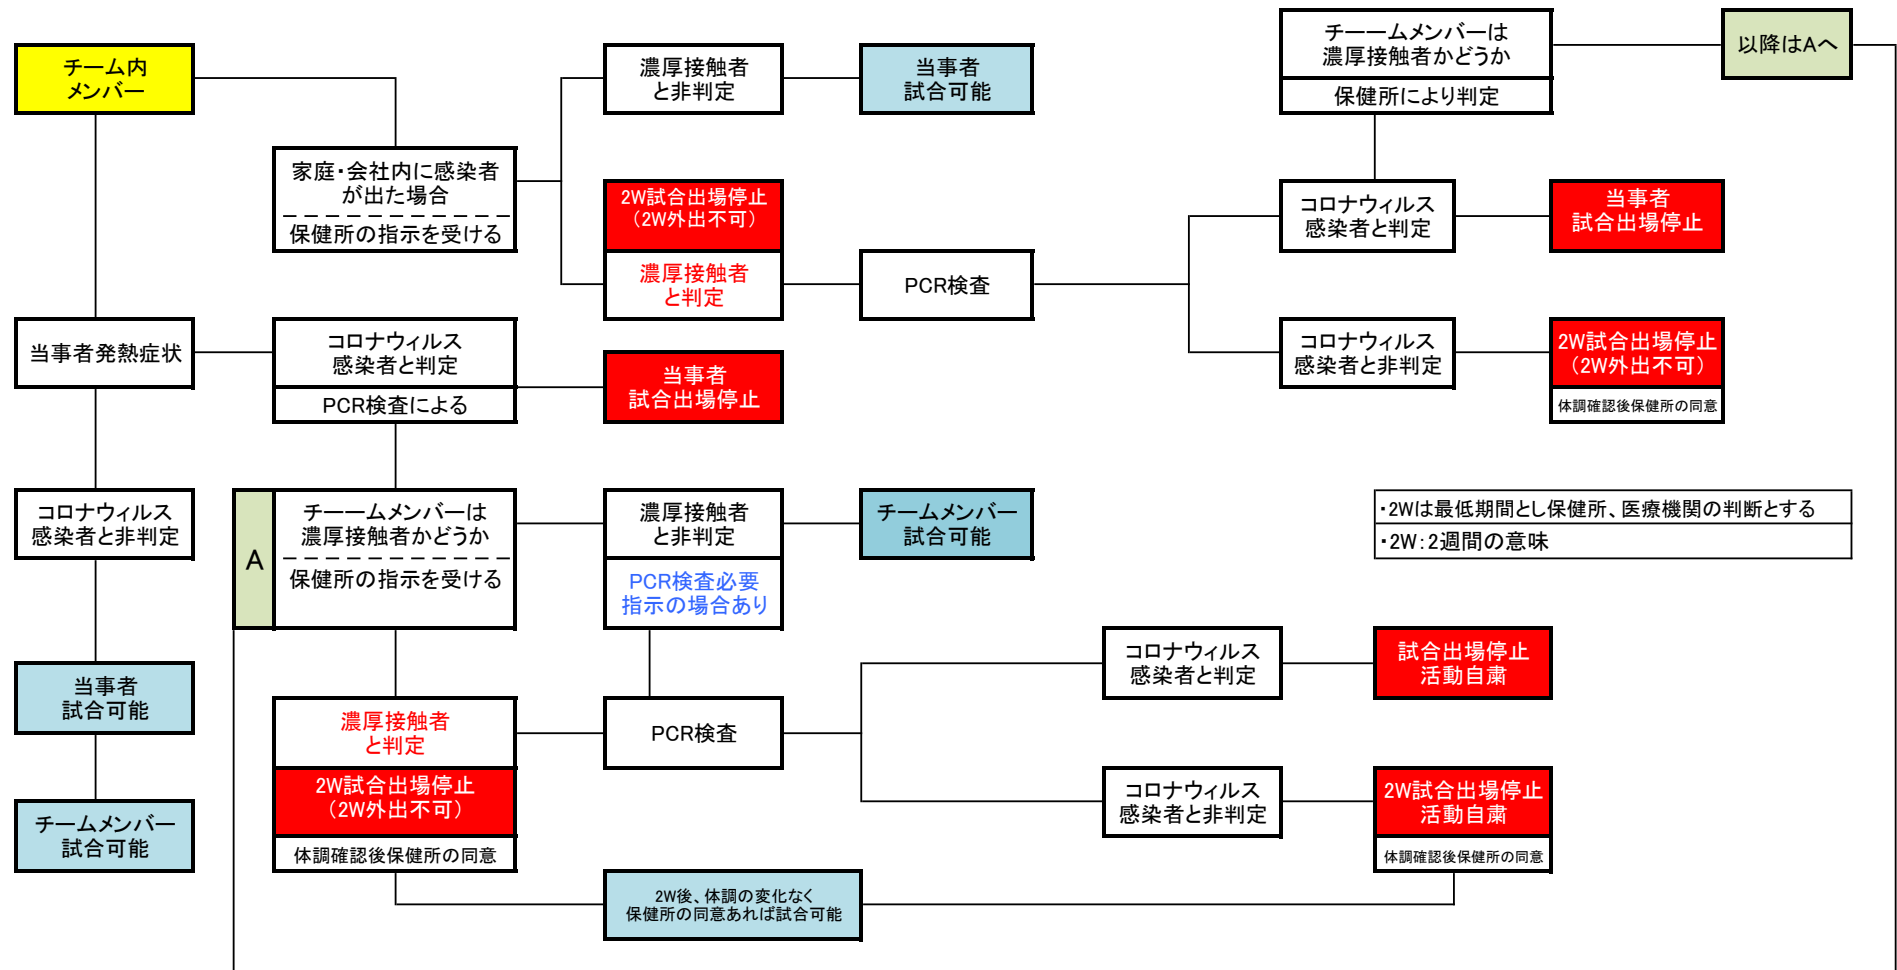 チーム内
メンバー
濃厚接触者
と非判定
当事者
試合可能
チーームメンバーは
濃厚接触者かどうか
保健所により判定
以降はAへ
家庭・会社内に感染者
が出た場合
保健所の指示を受ける
2W試合出場停止
（2W外出不可）
濃厚接触者
と判定
PCR検査
コロナウィルス
感染者と判定
当事者
試合出場停止
コロナウィルス
感染者と非判定
2W試合出場停止
（2W外出不可）
体調確認後保健所の同意
当事者発熱症状
コロナウィルス
感染者と判定
PCR検査による
当事者
試合出場停止
コロナウィルス
感染者と非判定
A
チーームメンバーは
濃厚接触者かどうか
保健所の指示を受ける
濃厚接触者
と非判定
PCR検査必要
指示の場合あり
チームメンバー
試合可能
・2Wは最低期間とし保健所、医療機関の判断とする
・2W：2週間の意味
当事者
試合可能
チームメンバー
試合可能
濃厚接触者
と判定
2W試合出場停止
（2W外出不可）
体調確認後保健所の同意
PCR検査
コロナウィルス
感染者と判定
試合出場停止
活動自粛
コロナウィルス
感染者と非判定
2W試合出場停止
活動自粛
体調確認後保健所の同意
2W後、体調の変化なく
保健所の同意あれば試合可能